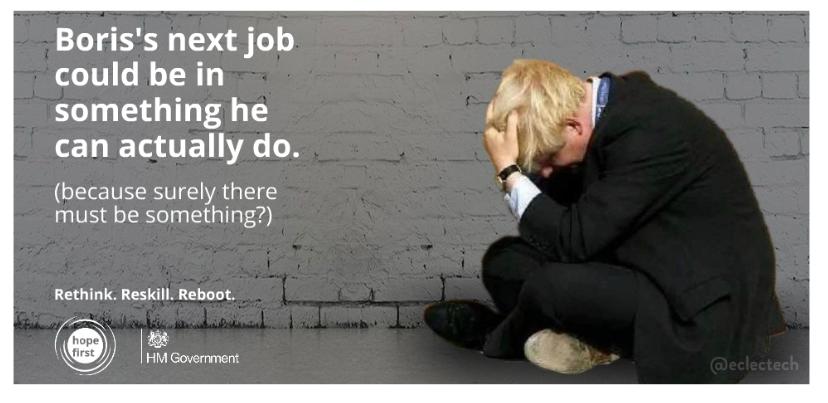 Boris's next job
could be in
something he
can actually do.
(because surely there
must be something?)
Rethink. Reskill. Reboot.
hope
first
HM Government
@eclectech